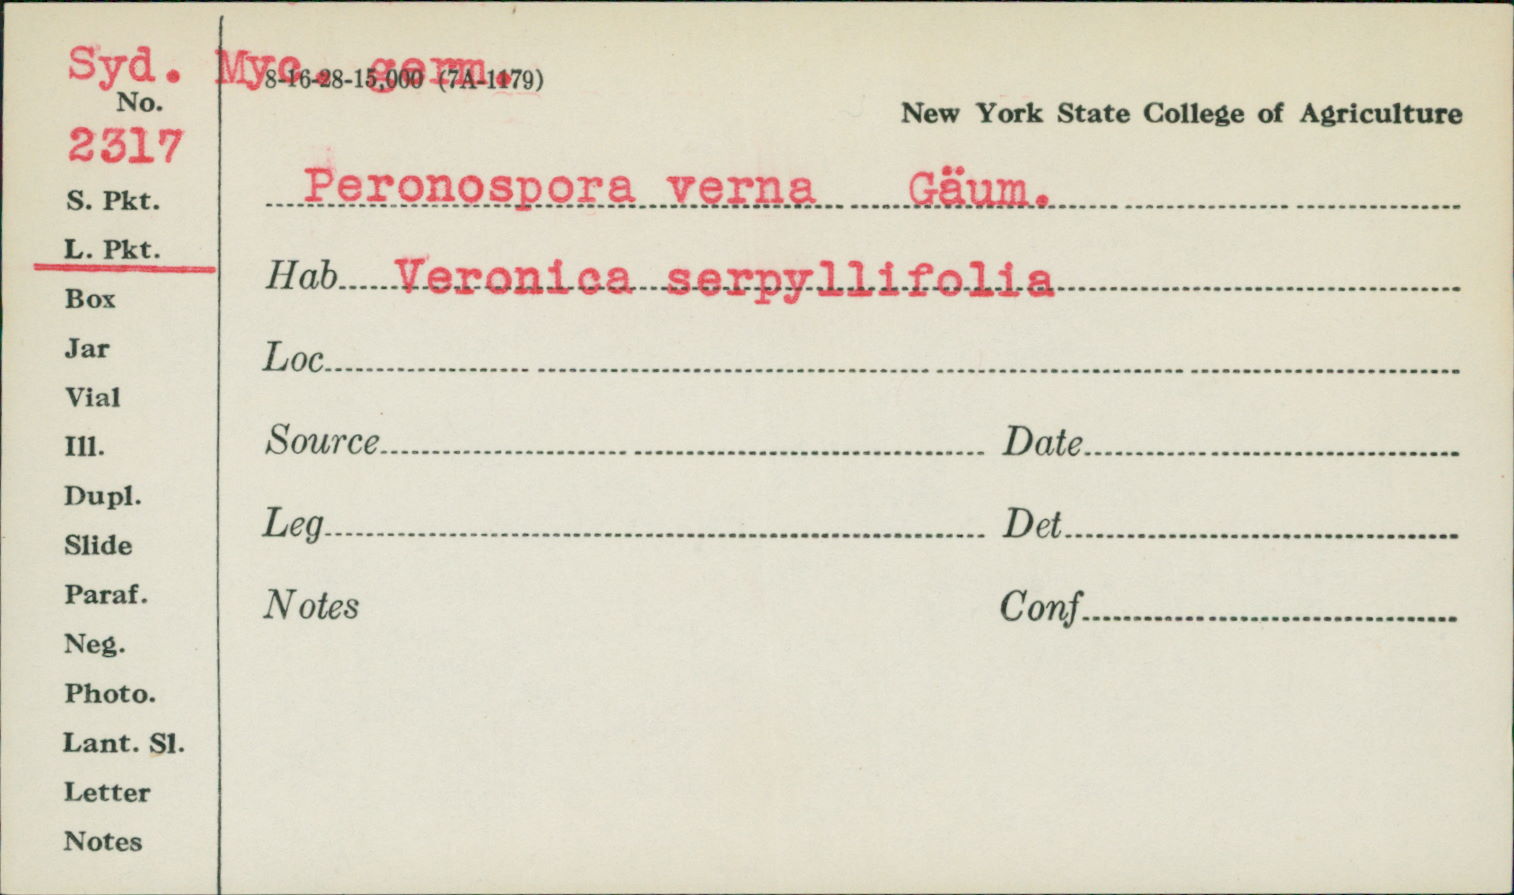 Syd. Myc. germ.
8-16-28-15,000 (7A-1179)
No.
2317
New York State College of Agriculture
Peronospora verna Gäum.
S. Pkt.
L. Pkt.
Hab Veronica serpyllifolia
Box
Jar
Loc
Vial
Ill.
Source Date
Dupl.
Slide
Leg Det
Paraf.
Notes Conf
Neg.
Photo.
Lant. Sl.
Letter
Notes